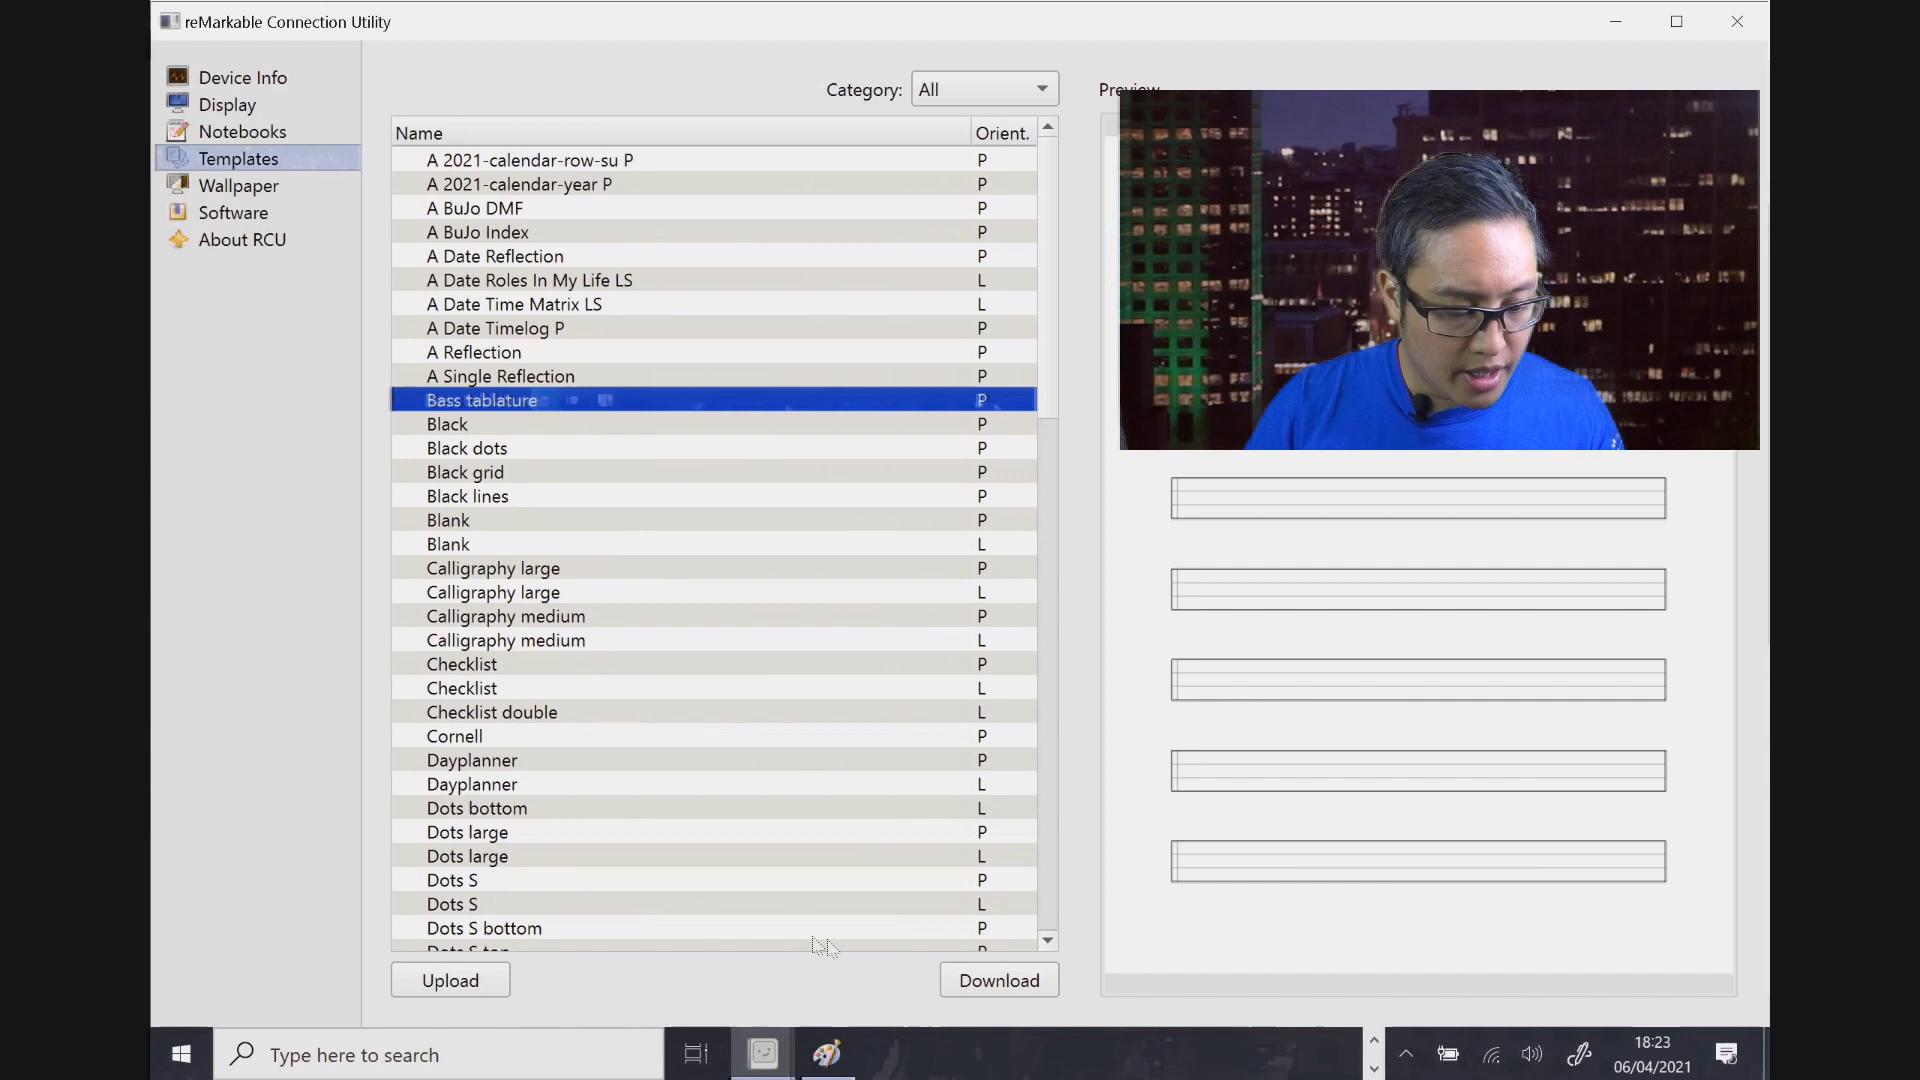 reMarkable Connection Utility
Device Info
Display
Notebooks
Templates
Wallpaper
Software
About RCU
Category: All
Preview
Name Orient.
A 2021-calendar-row-su P P
A 2021-calendar-year P P
A BuJo DMF P
A BuJo Index P
A Date Reflection P
A Date Roles In My Life LS L
A Date Time Matrix LS L
A Date Timelog P P
A Reflection P
A Single Reflection P
Bass tablature P
Black P
Black dots P
Black grid P
Black lines P
Blank P
Blank L
Calligraphy large P
Calligraphy large L
Calligraphy medium P
Calligraphy medium L
Checklist P
Checklist L
Checklist double L
Cornell P
Dayplanner P
Dayplanner L
Dots bottom L
Dots large P
Dots large L
Dots S P
Dots S L
Dots S bottom P
Dots S top P
Upload Download
Type here to search
18:23
06/04/2021